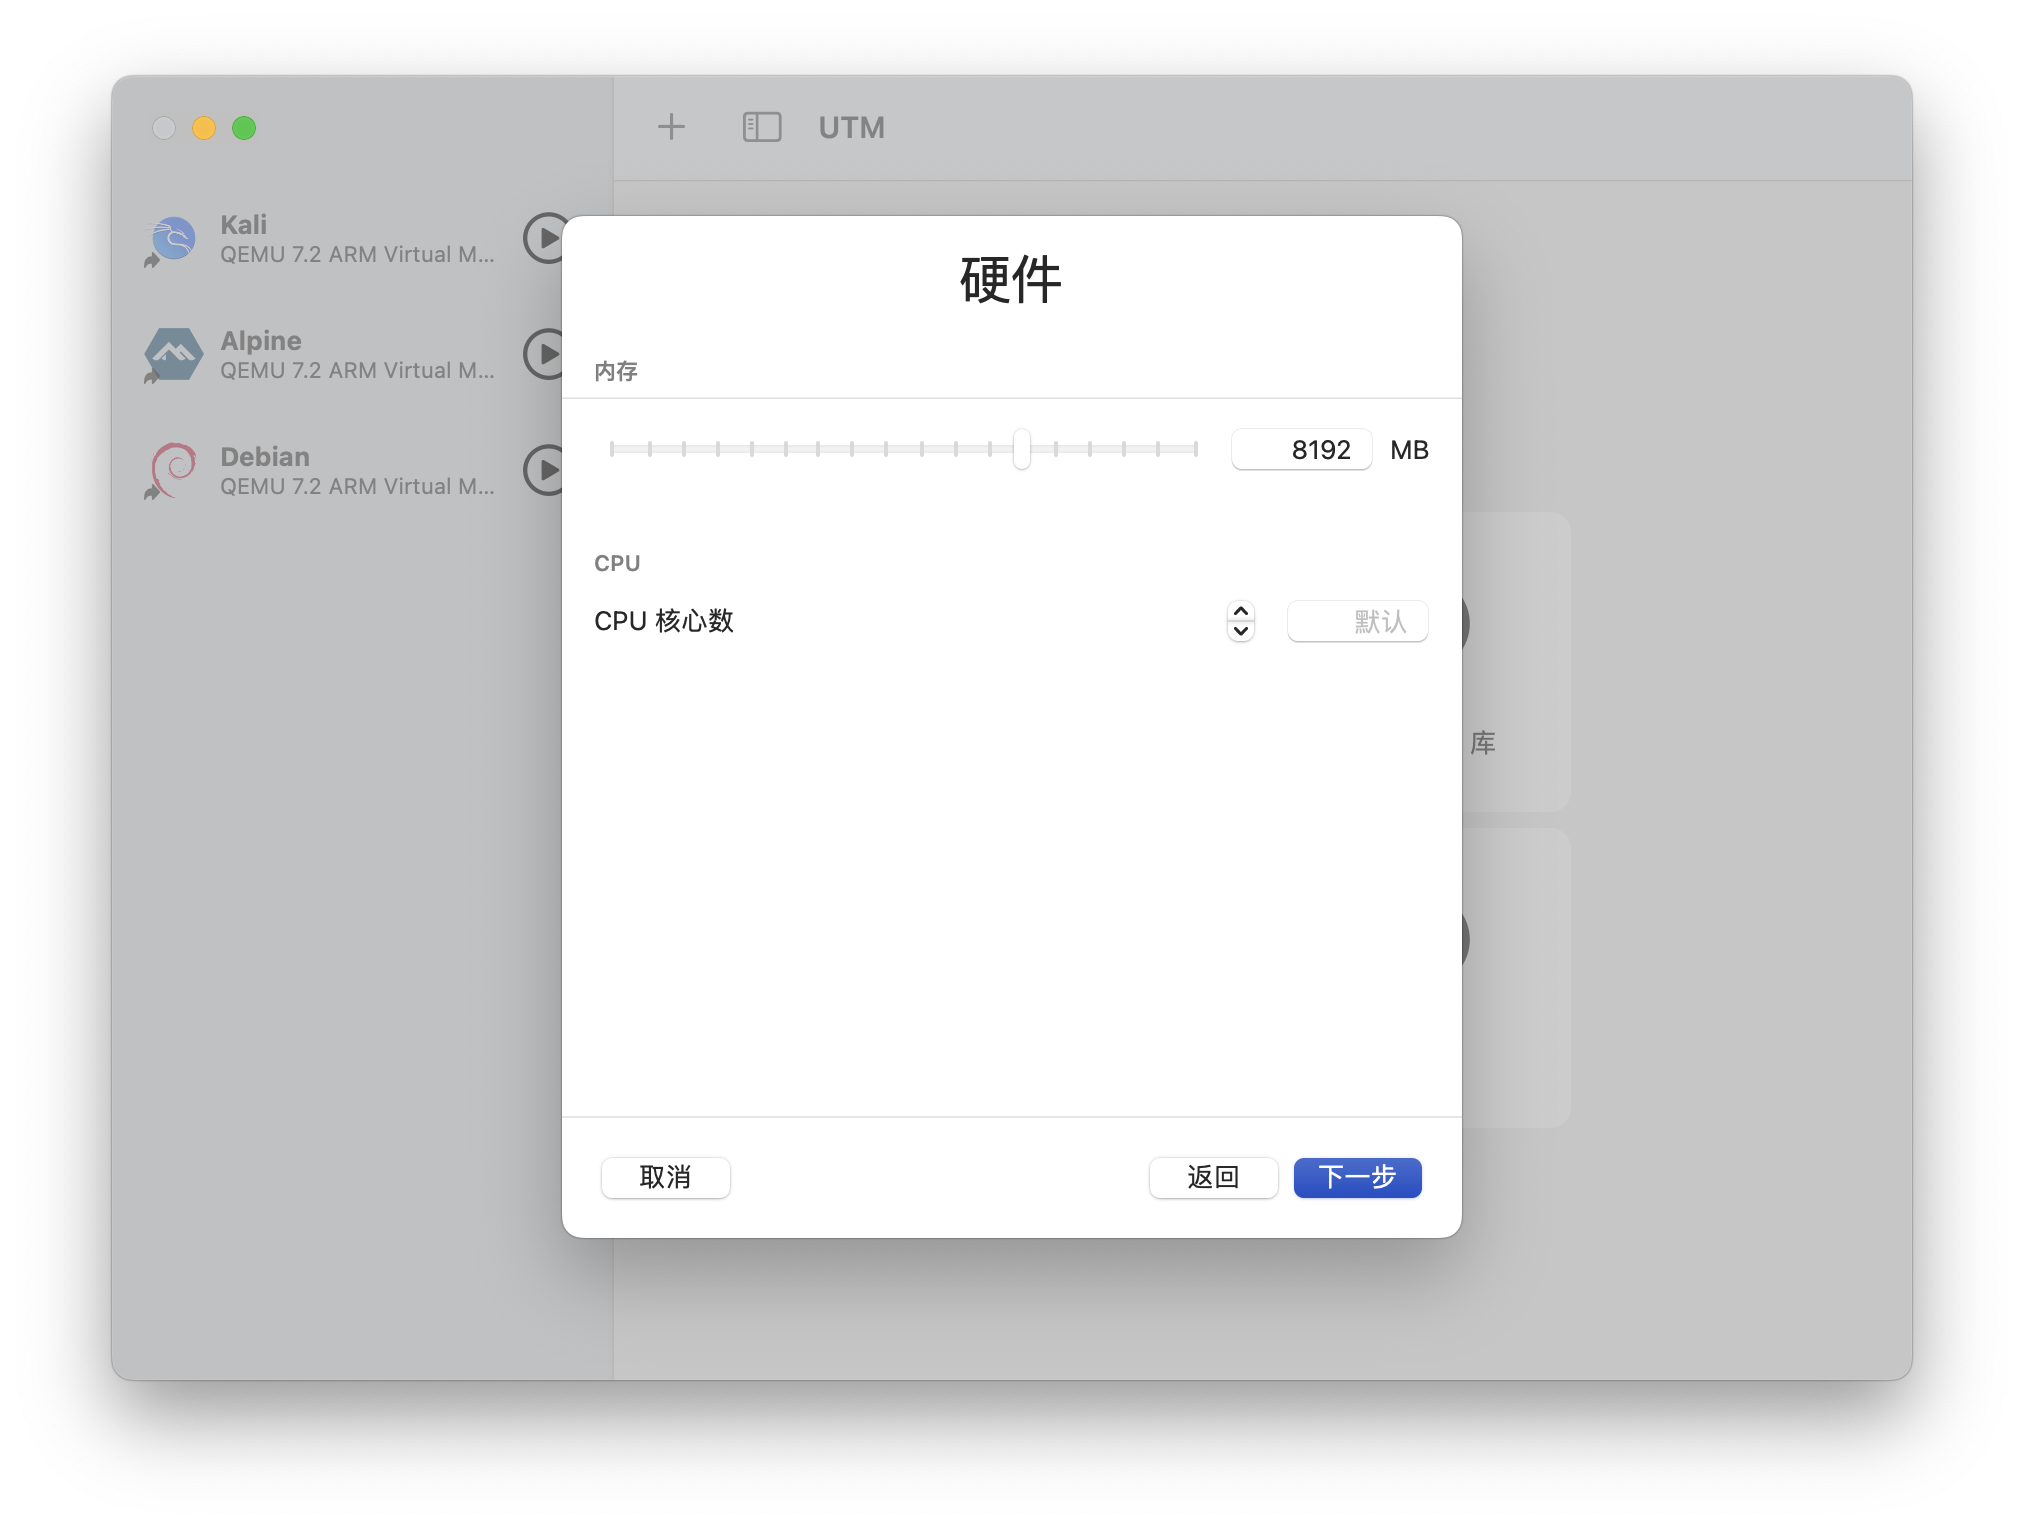 UTM
Kali
QEMU 7.2 ARM Virtual M...
Alpine
QEMU 7.2 ARM Virtual M...
Debian
QEMU 7.2 ARM Virtual M...
硬件
内存
8192 MB
CPU
CPU 核心数
默认
库
取消
返回
下一步